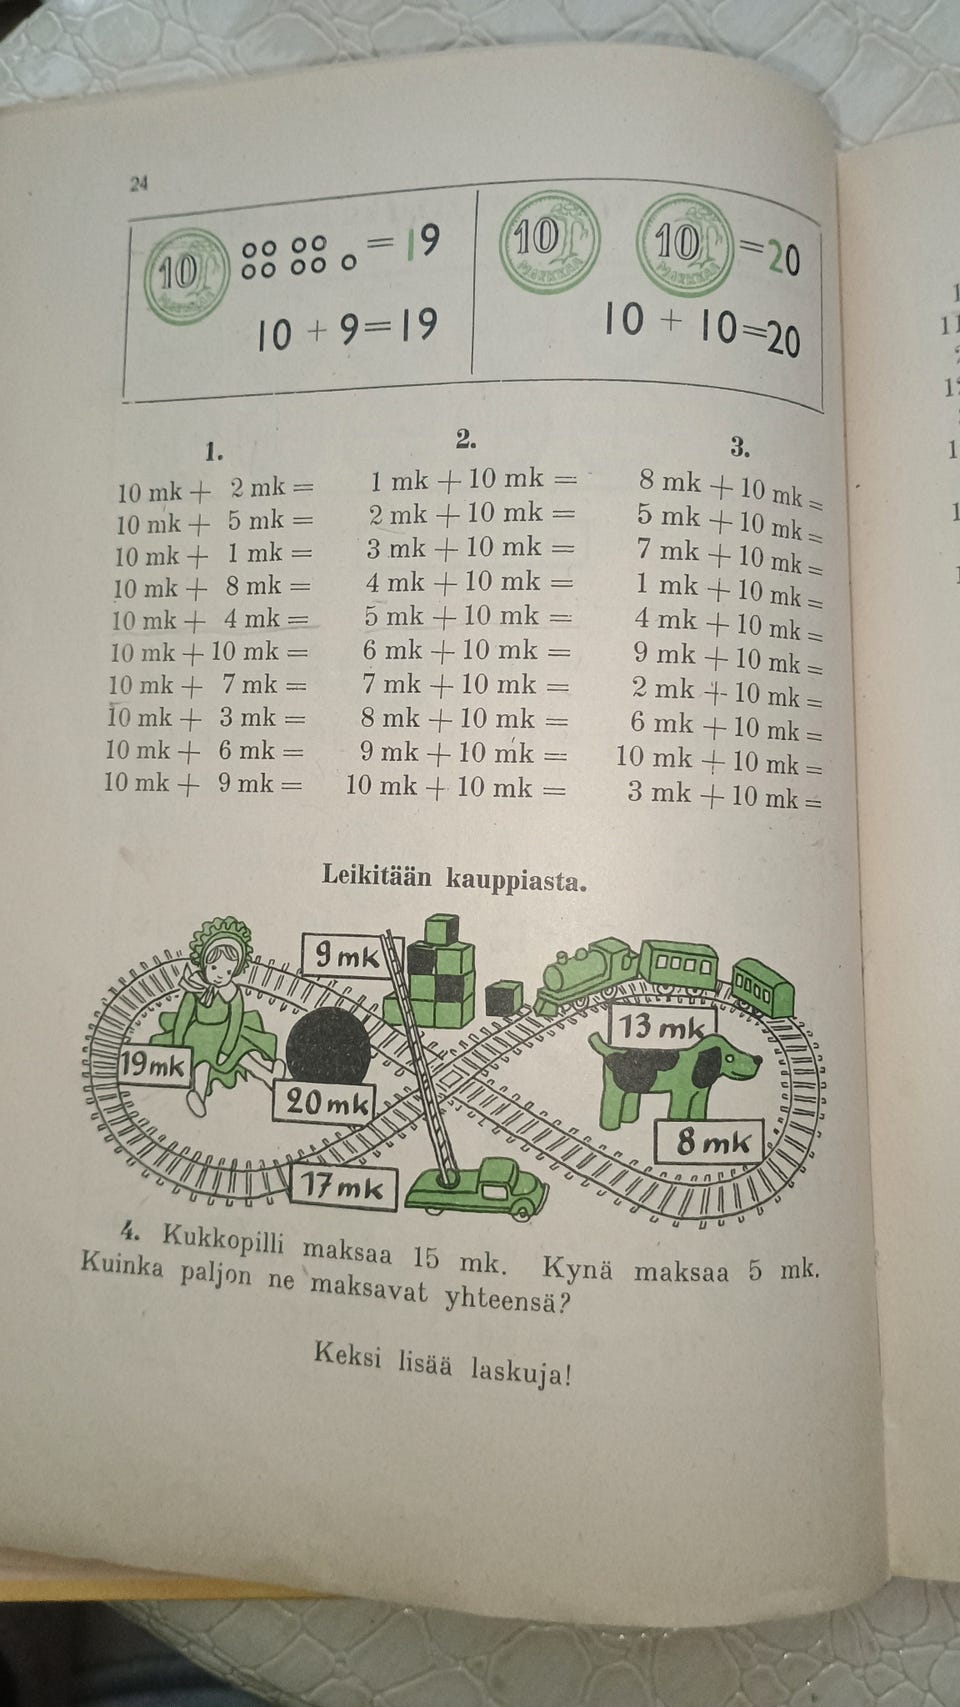 24
10 MARKKAA = 19
10 + 9 = 19
10 10 MARKKAA = 20
10 + 10 = 20
1.
10 mk + 2 mk =
10 mk + 5 mk =
10 mk + 1 mk =
10 mk + 8 mk =
10 mk + 4 mk =
10 mk + 10 mk =
10 mk + 7 mk =
10 mk + 3 mk =
10 mk + 6 mk =
10 mk + 9 mk =
2.
1 mk + 10 mk =
2 mk + 10 mk =
3 mk + 10 mk =
4 mk + 10 mk =
5 mk + 10 mk =
6 mk + 10 mk =
7 mk + 10 mk =
8 mk + 10 mk =
9 mk + 10 mk =
10 mk + 10 mk =
3.
8 mk + 10 mk =
5 mk + 10 mk =
7 mk + 10 mk =
1 mk + 10 mk =
4 mk + 10 mk =
9 mk + 10 mk =
2 mk + 10 mk =
6 mk + 10 mk =
10 mk + 10 mk =
3 mk + 10 mk =
Leikitään kauppiasta.
9 mk
13 mk
19 mk
20 mk
8 mk
17 mk
4. Kukkopilli maksaa 15 mk. Kynä maksaa 5 mk.
Kuinka paljon ne maksavat yhteensä?
Keksi lisää laskuja!